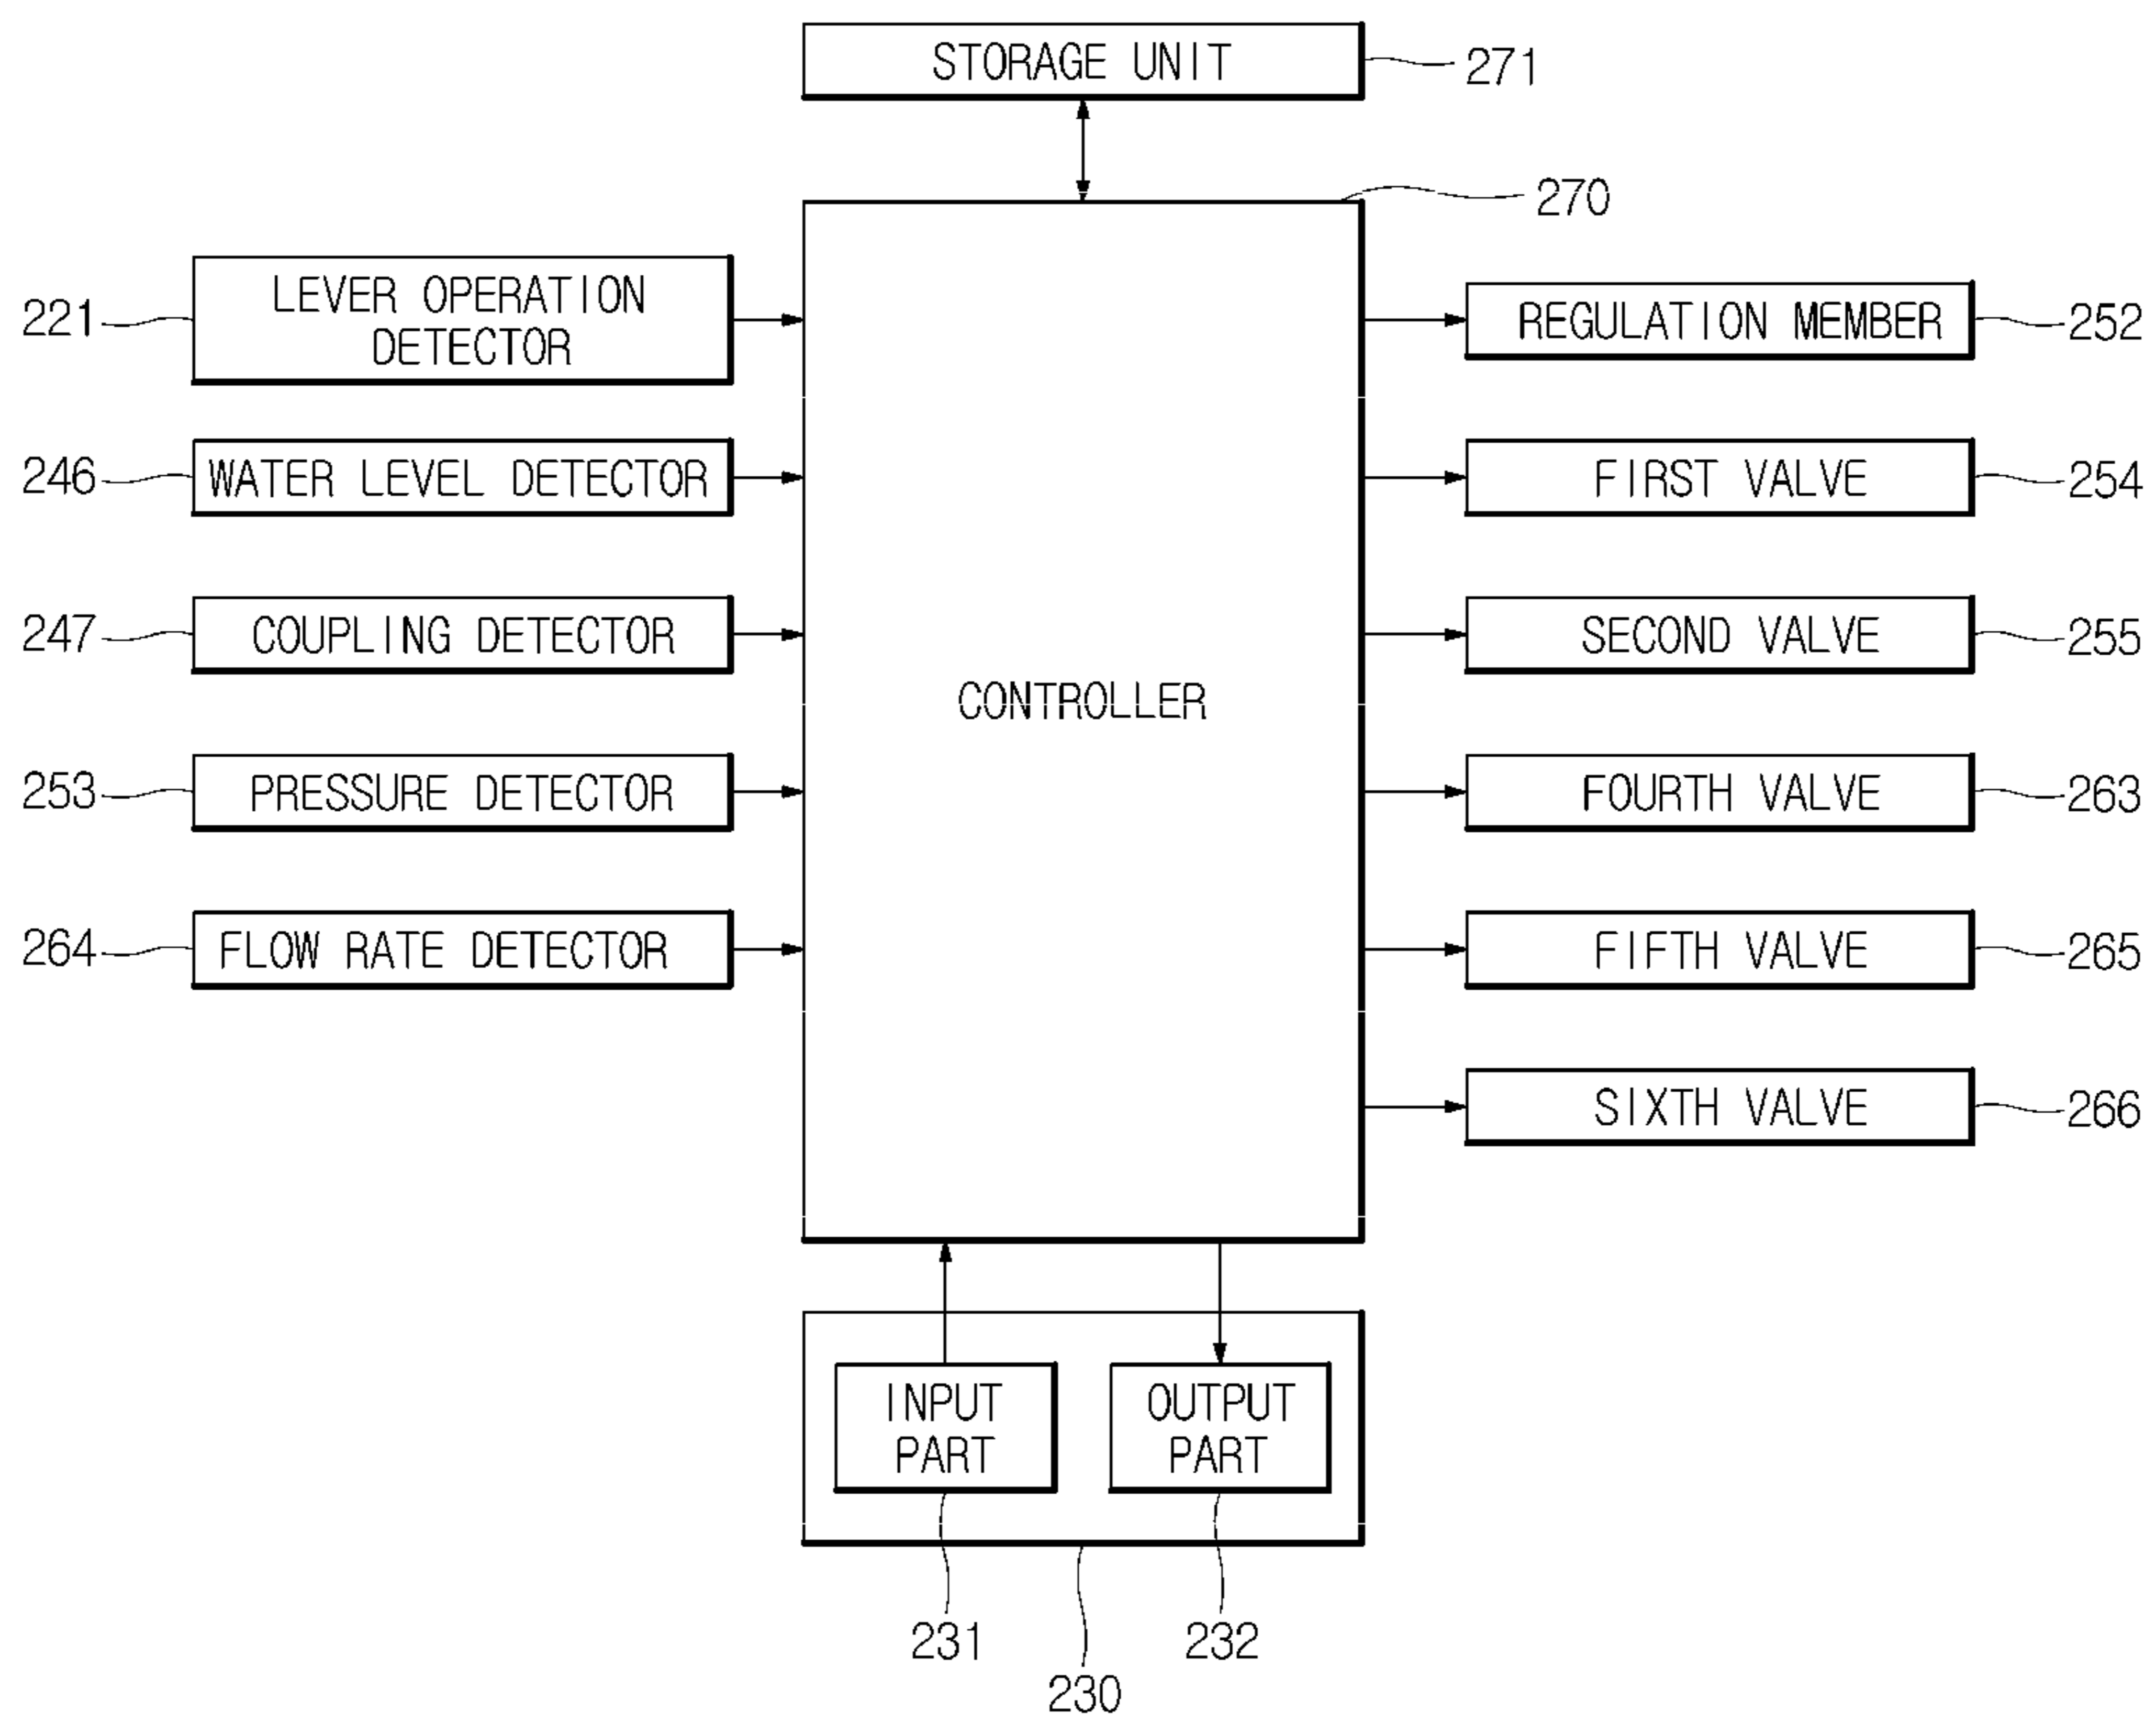 STORAGE UNIT
271
270
221
LEVER OPERATION
DETECTOR
REGULATION MEMBER
252
246
WATER LEVEL DETECTOR
FIRST VALVE
254
247
COUPLING DETECTOR
SECOND VALVE
255
CONTROLLER
253
PRESSURE DETECTOR
FOURTH VALVE
263
264
FLOW RATE DETECTOR
FIFTH VALVE
265
SIXTH VALVE
266
INPUT
PART
OUTPUT
PART
231
232
230